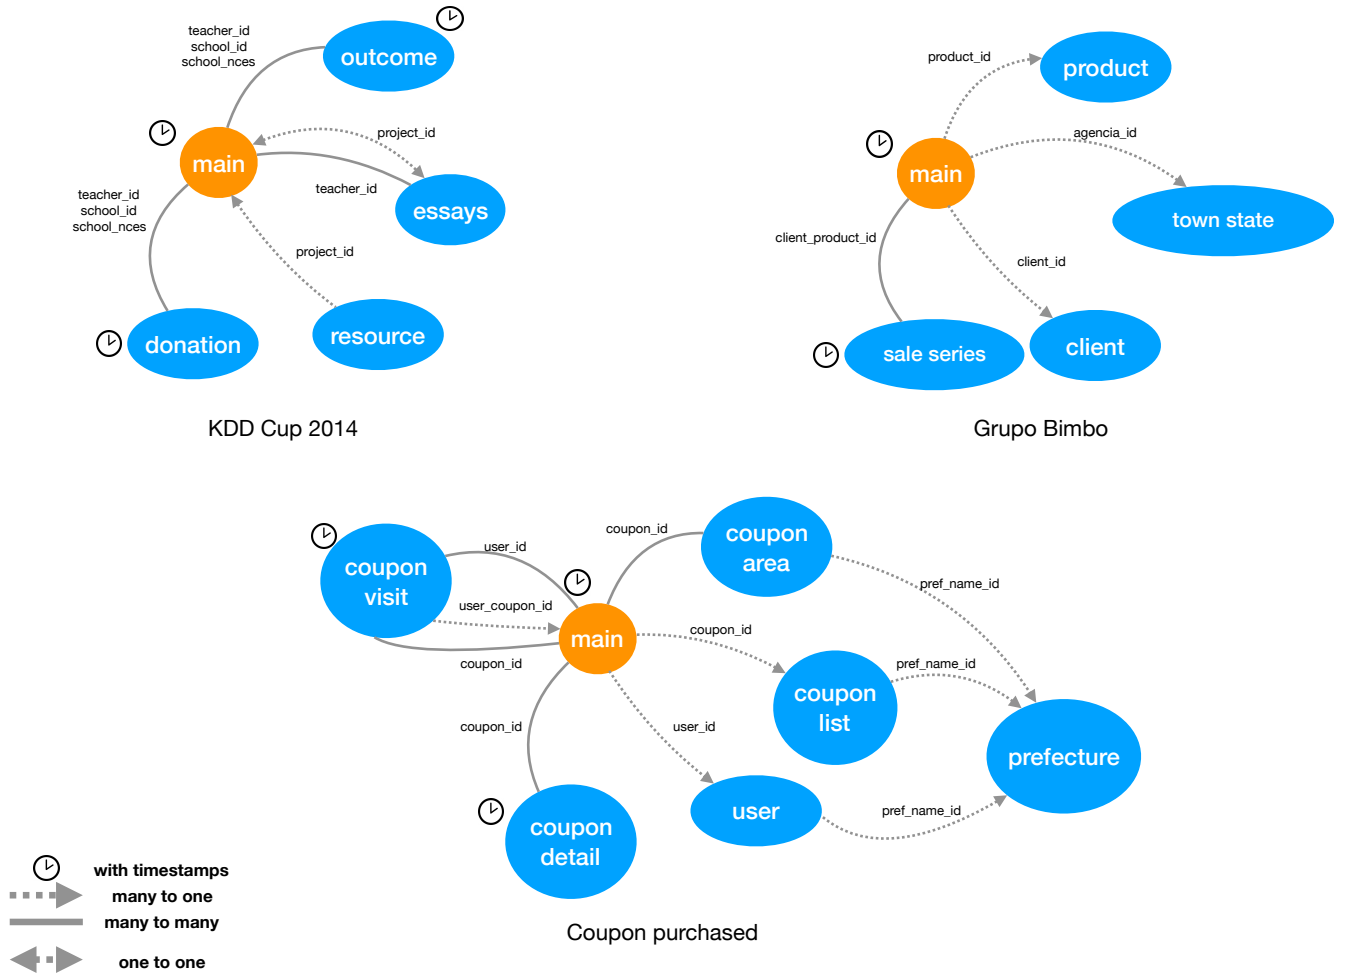 teacher_id
school_id
school_nces
outcome
main
project_id
teacher_id
essays
teacher_id
school_id
school_nces
project_id
donation
resource
KDD Cup 2014
product_id
product
agencia_id
main
town state
client_product_id
client_id
sale series
client
Grupo Bimbo
coupon
visit
user_id
user_coupon_id
coupon_id
main
coupon_id
coupon
area
pref_name_id
coupon_id
coupon
list
pref_name_id
prefecture
coupon_id
user_id
user
pref_name_id
coupon
detail
Coupon purchased
with timestamps
many to one
many to many
one to one